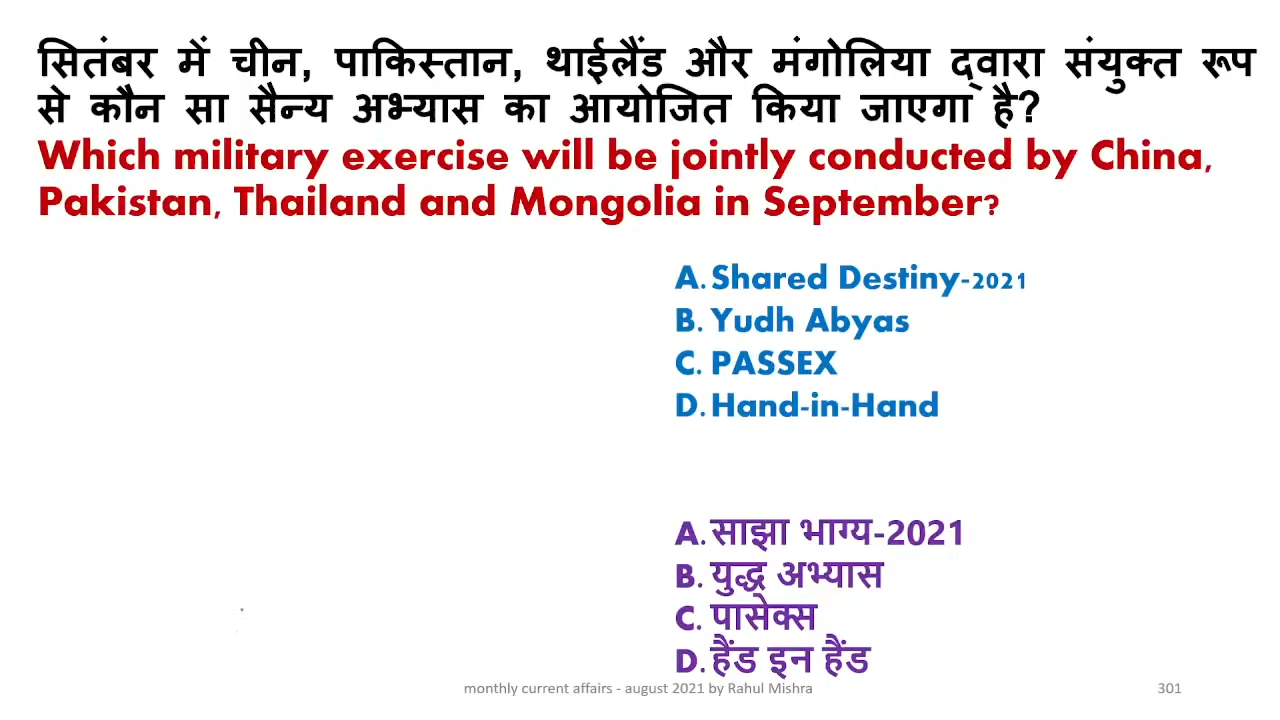 सितंबर में चीन, पाकिस्तान, थाईलैंड और मंगोलिया द्वारा संयुक्त रूप
से कौन सा सैन्य अभ्यास का आयोजित किया जाएगा है?
Which military exercise will be jointly conducted by China,
Pakistan, Thailand and Mongolia in September?
A. Shared Destiny-2021
B. Yudh Abyas
C. PASSEX
D. Hand-in-Hand
A. साझा भाग्य-2021
B. युद्ध अभ्यास
C. पासेक्स
D. हैंड इन हैंड
monthly current affairs - august 2021 by Rahul Mishra 301